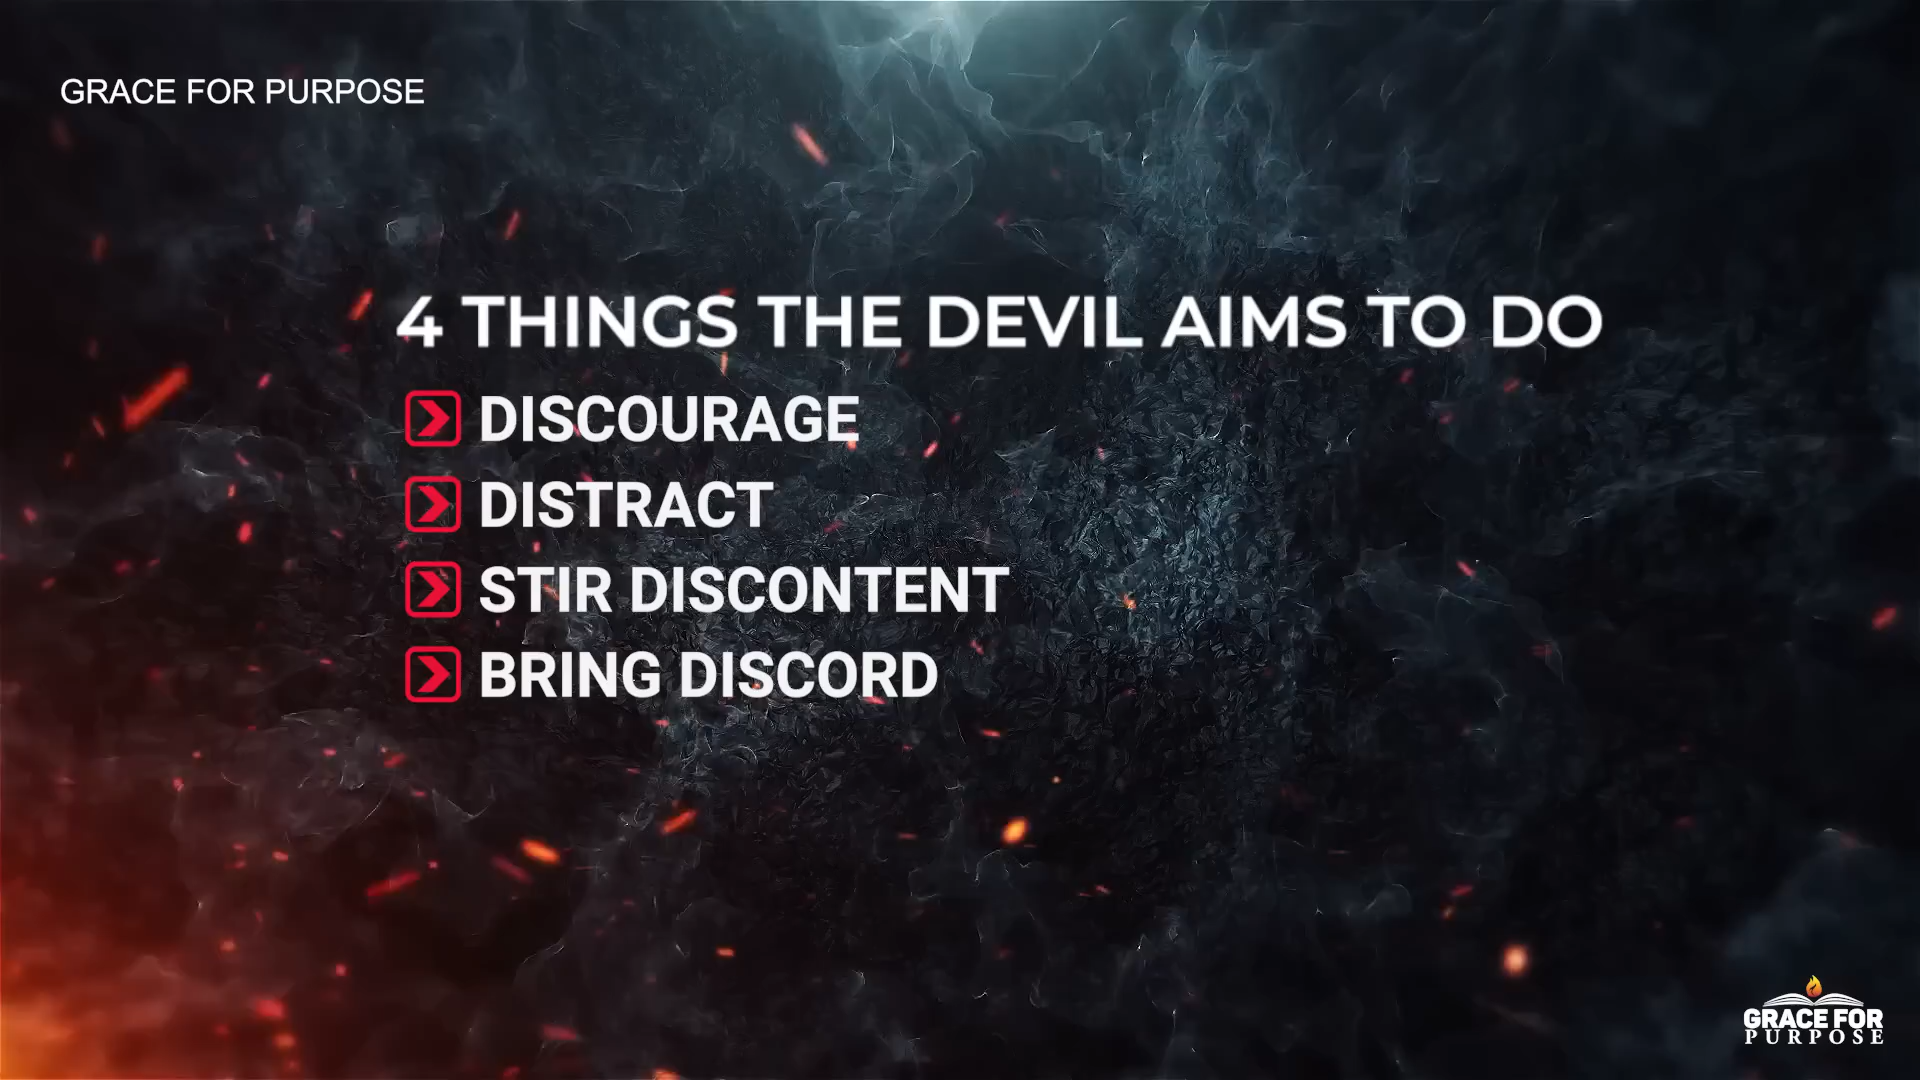 GRACE FOR PURPOSE
4 THINGS THE DEVIL AIMS TO DO
DISCOURAGE
DISTRACT
STIR DISCONTENT
BRING DISCORD
GRACE FOR
PURPOSE